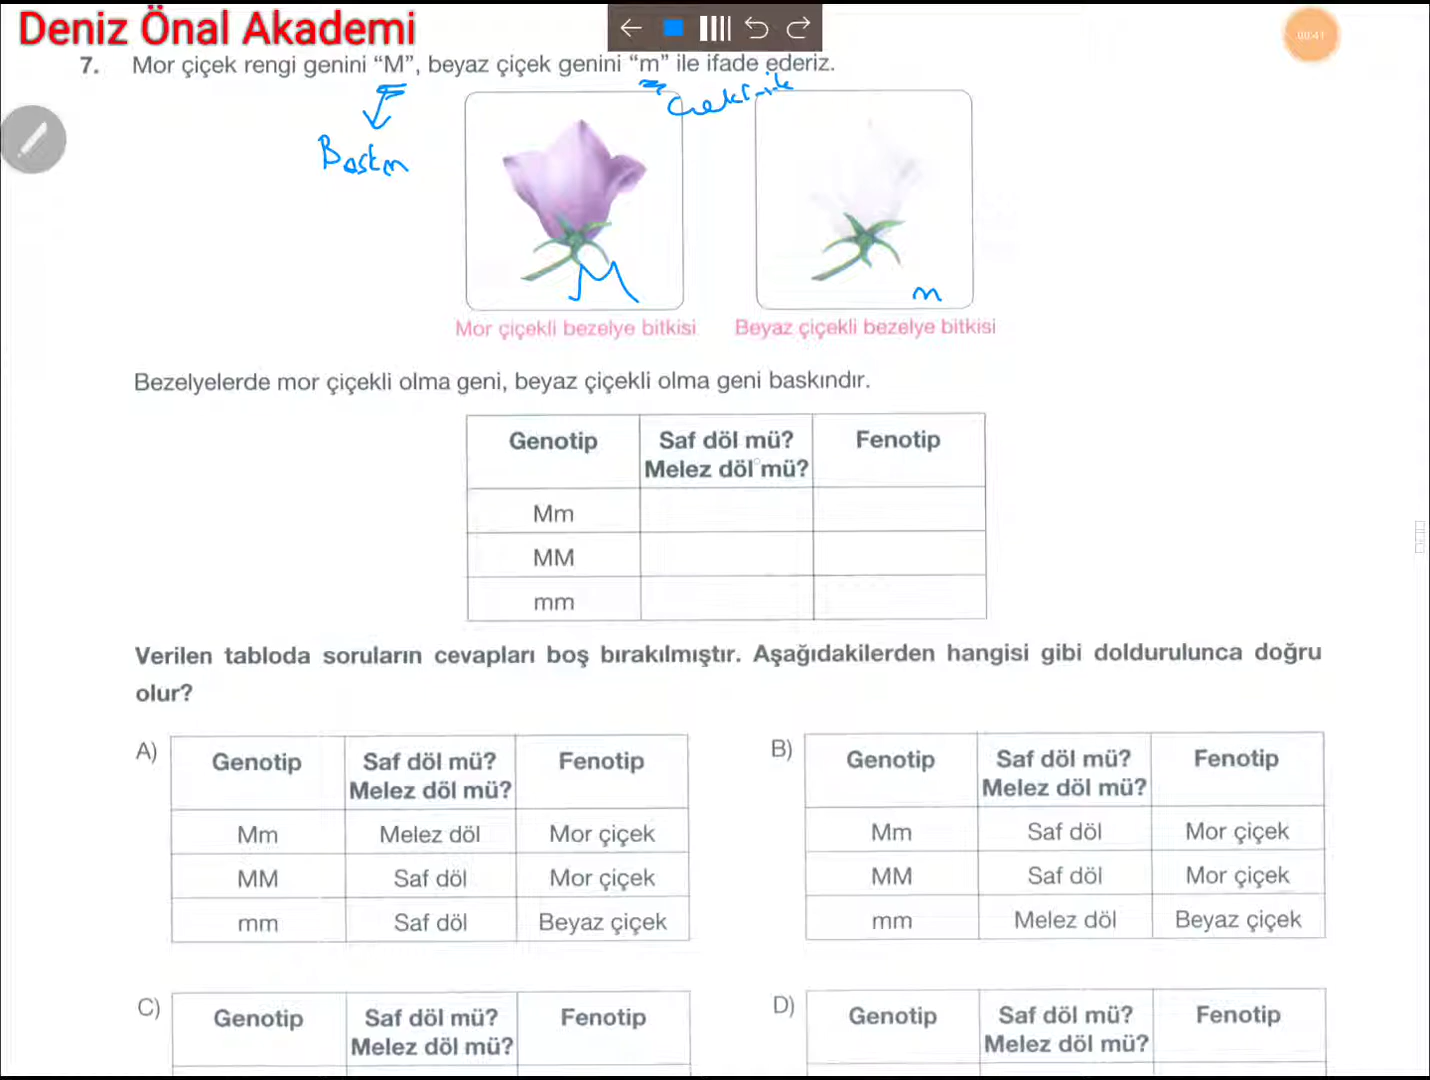 Deniz Önal Akademi
00:41
7. Mor çiçek rengi genini “M”, beyaz çiçek genini “m” ile ifade ederiz.
Baskın
Çekinik
M
m
Mor çiçekli bezelye bitkisi
Beyaz çiçekli bezelye bitkisi
Bezelyelerde mor çiçekli olma geni, beyaz çiçekli olma geni baskındır.
Genotip Saf döl mü? Fenotip
Melez döl mü?
Mm
MM
mm
Verilen tabloda soruların cevapları boş bırakılmıştır. Aşağıdakilerden hangisi gibi doldurulunca doğru
olur?
A)
Genotip Saf döl mü? Fenotip
Melez döl mü?
Mm Melez döl Mor çiçek
MM Saf döl Mor çiçek
mm Saf döl Beyaz çiçek
B)
Genotip Saf döl mü? Fenotip
Melez döl mü?
Mm Saf döl Mor çiçek
MM Saf döl Mor çiçek
mm Melez döl Beyaz çiçek
C)
Genotip Saf döl mü? Fenotip
Melez döl mü?
D)
Genotip Saf döl mü? Fenotip
Melez döl mü?